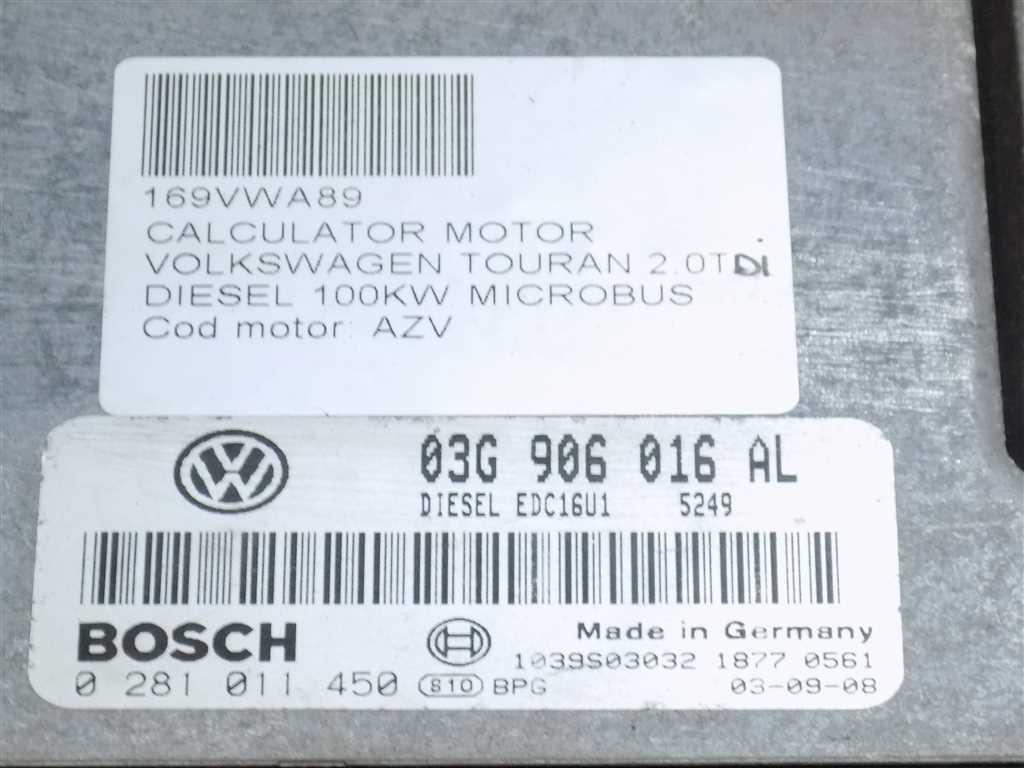 169VWA89
CALCULATOR MOTOR
VOLKSWAGEN TOURAN 2.0TDi
DIESEL 100KW MICROBUS
Cod motor: AZV
03G 906 016 AL
DIESEL EDC16U1 5249
BOSCH
Made in Germany
1039S03032 1877 0561
0 281 011 450 S10 BPG 03-09-08